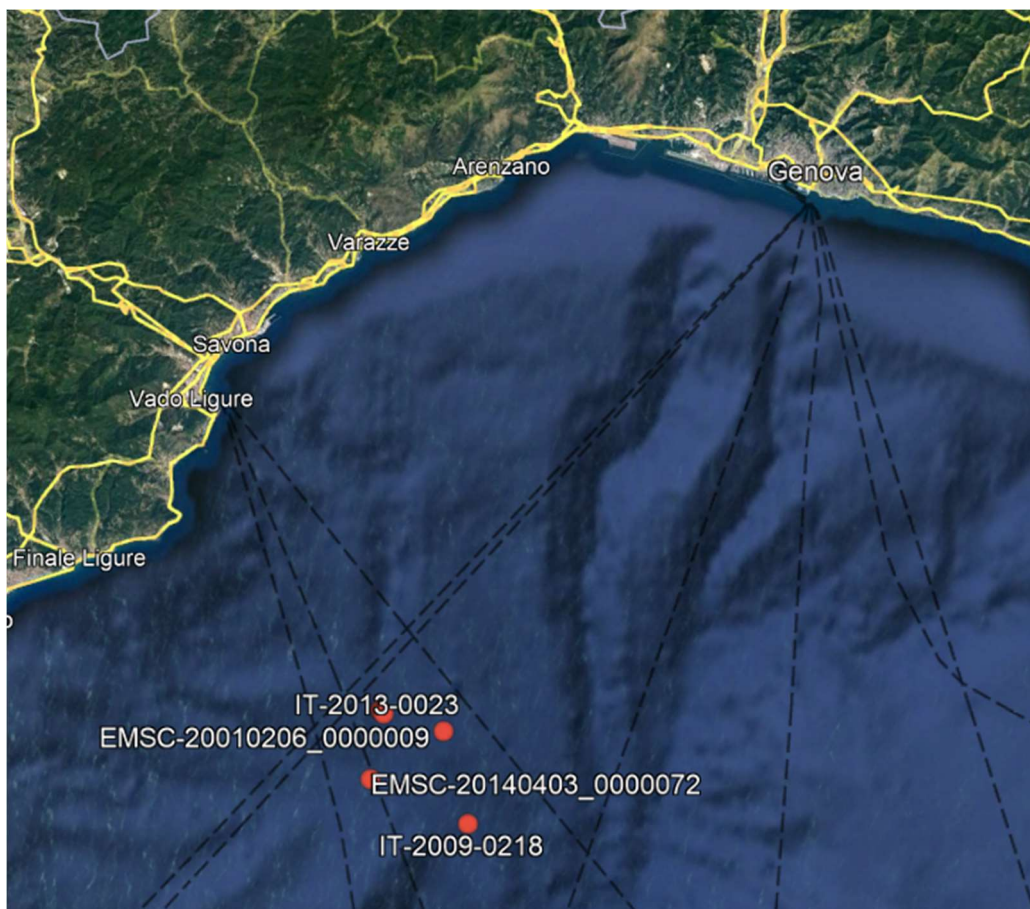 Arenzano
Genova
Varazze
Savona
Vado Ligure
Finale Ligure
o
IT-2013-0023
EMSC-20010206_0000009
EMSC-20140403_0000072
IT-2009-0218